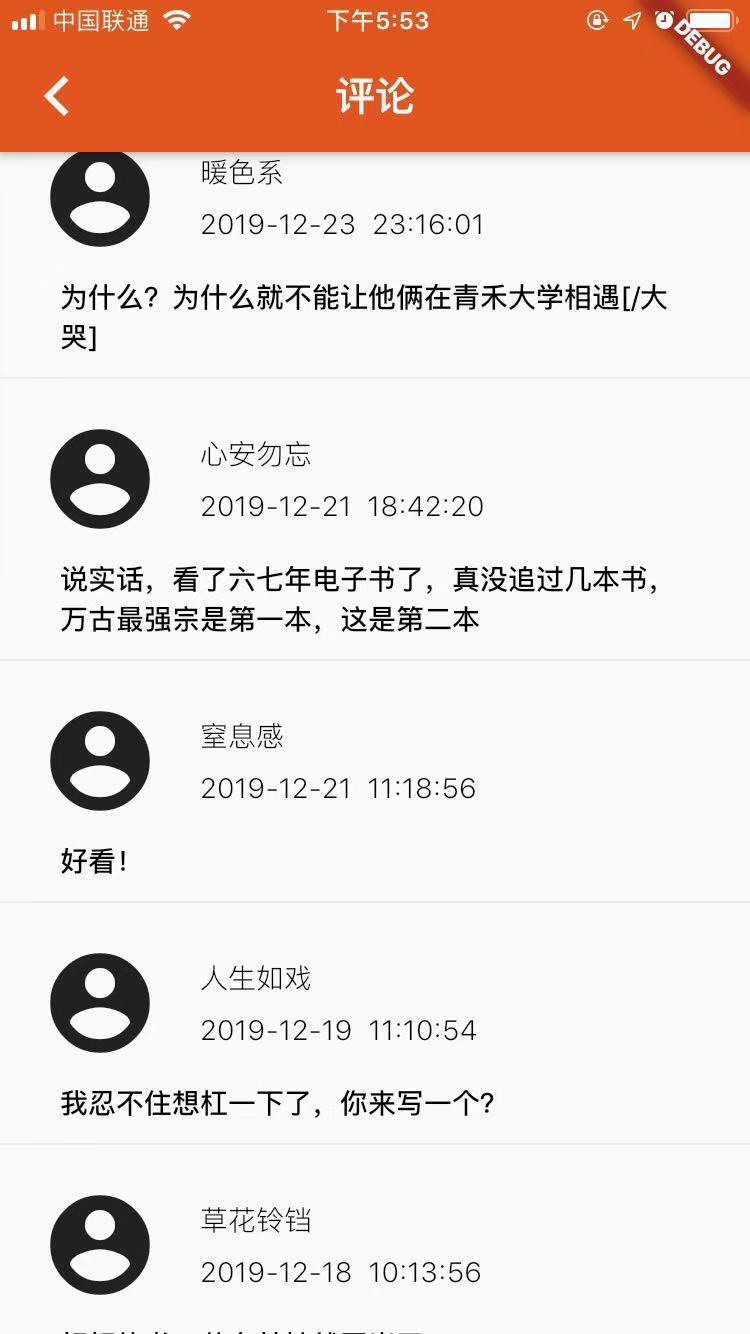 中国联通 下午5:53
DEBUG
评论
暖色系
2019-12-23 23:16:01
为什么？为什么就不能让他俩在青禾大学相遇[/大
哭]
心安勿忘
2019-12-21 18:42:20
说实话，看了六七年电子书了，真没追过几本书，
万古最强宗是第一本，这是第二本
窒息感
2019-12-21 11:18:56
好看！
人生如戏
2019-12-19 11:10:54
我忍不住想杠一下了，你来写一个？
草花铃铛
2019-12-18 10:13:56